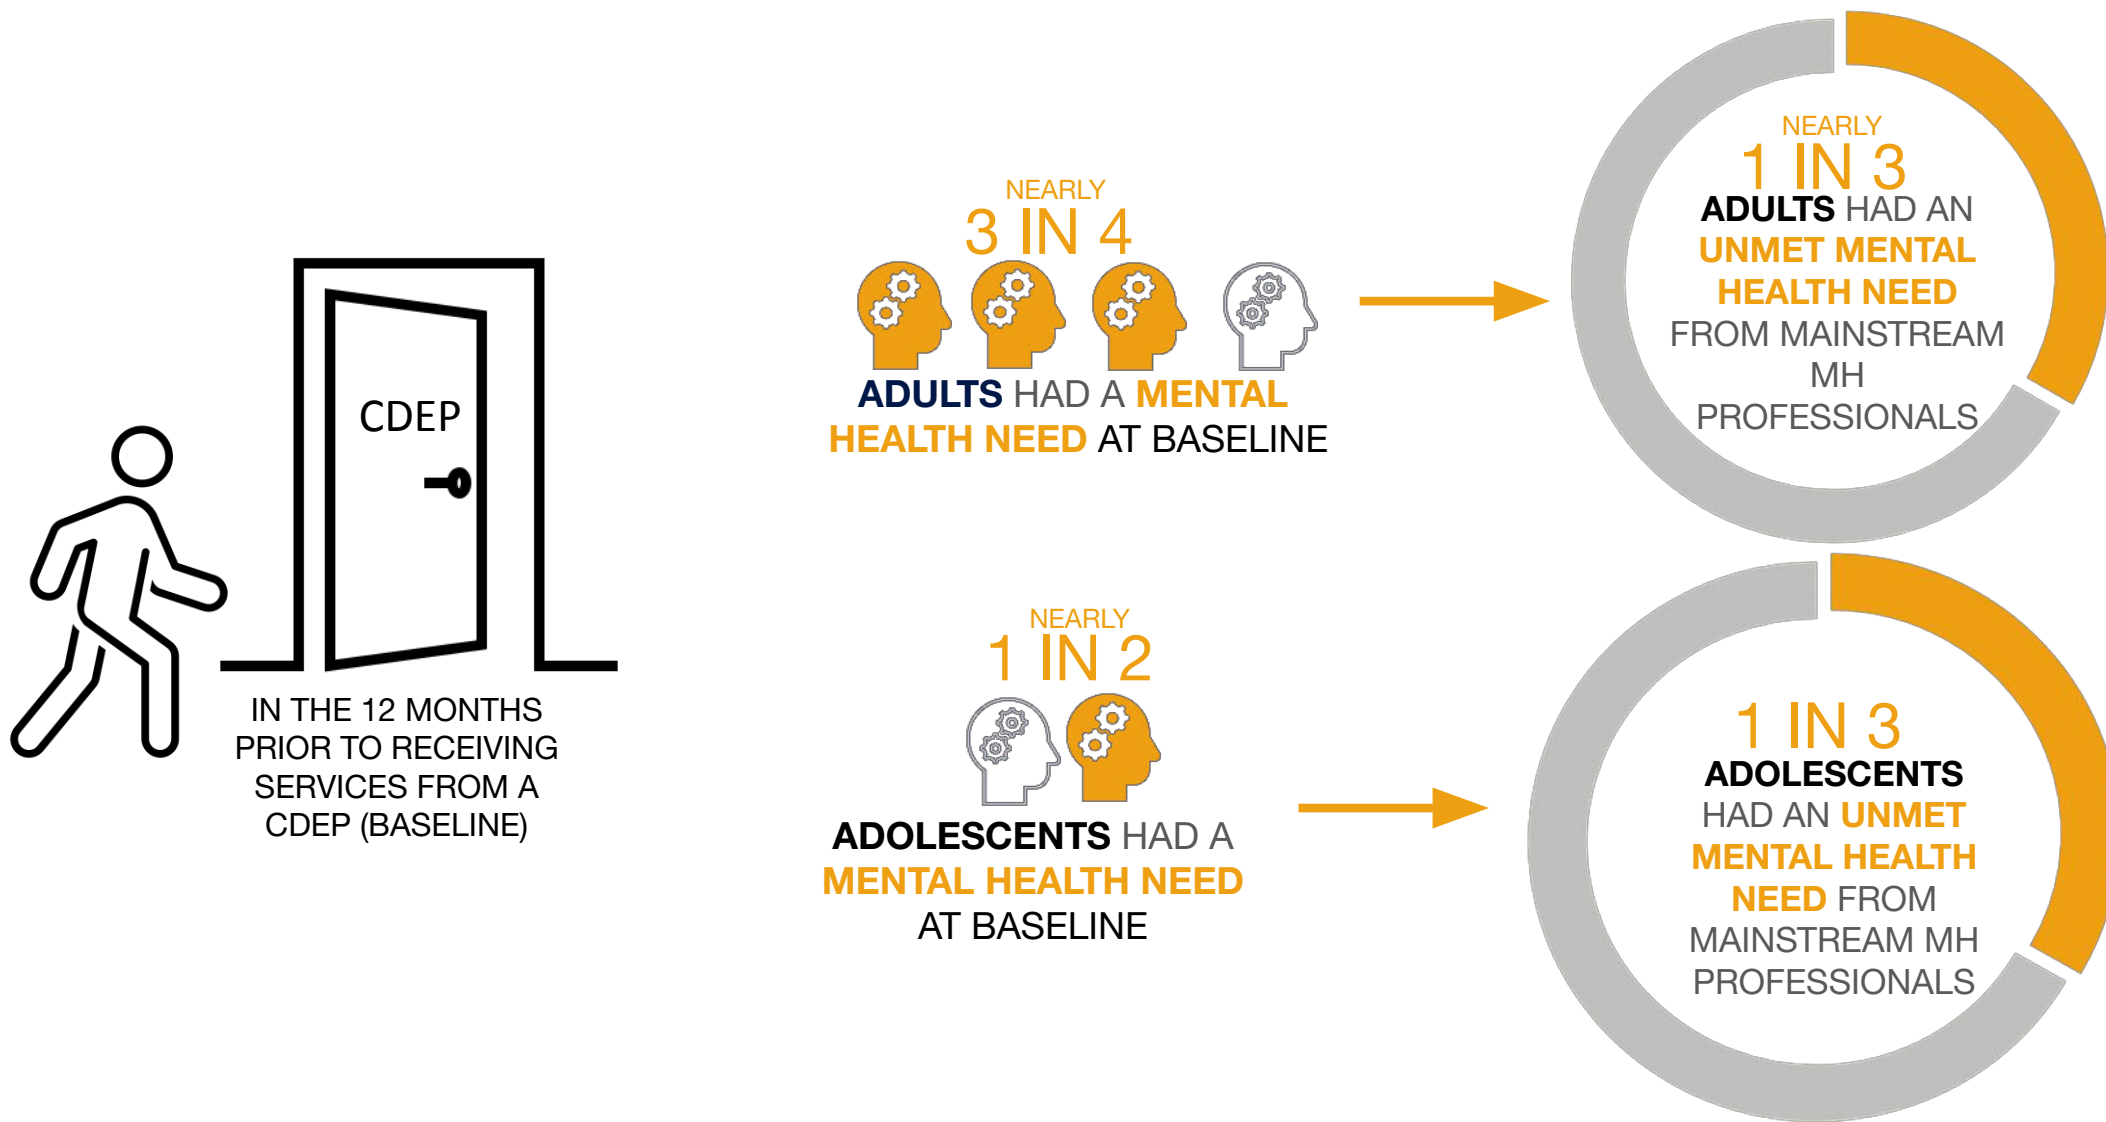 CDEP
IN THE 12 MONTHS
PRIOR TO RECEIVING
SERVICES FROM A
CDEP (BASELINE)
NEARLY
3 IN 4
ADULTS HAD A MENTAL
HEALTH NEED AT BASELINE
NEARLY
1 IN 3
ADULTS HAD AN
UNMET MENTAL
HEALTH NEED
FROM MAINSTREAM
MH
PROFESSIONALS
NEARLY
1 IN 2
ADOLESCENTS HAD A
MENTAL HEALTH NEED
AT BASELINE
1 IN 3
ADOLESCENTS
HAD AN UNMET
MENTAL HEALTH
NEED FROM
MAINSTREAM MH
PROFESSIONALS